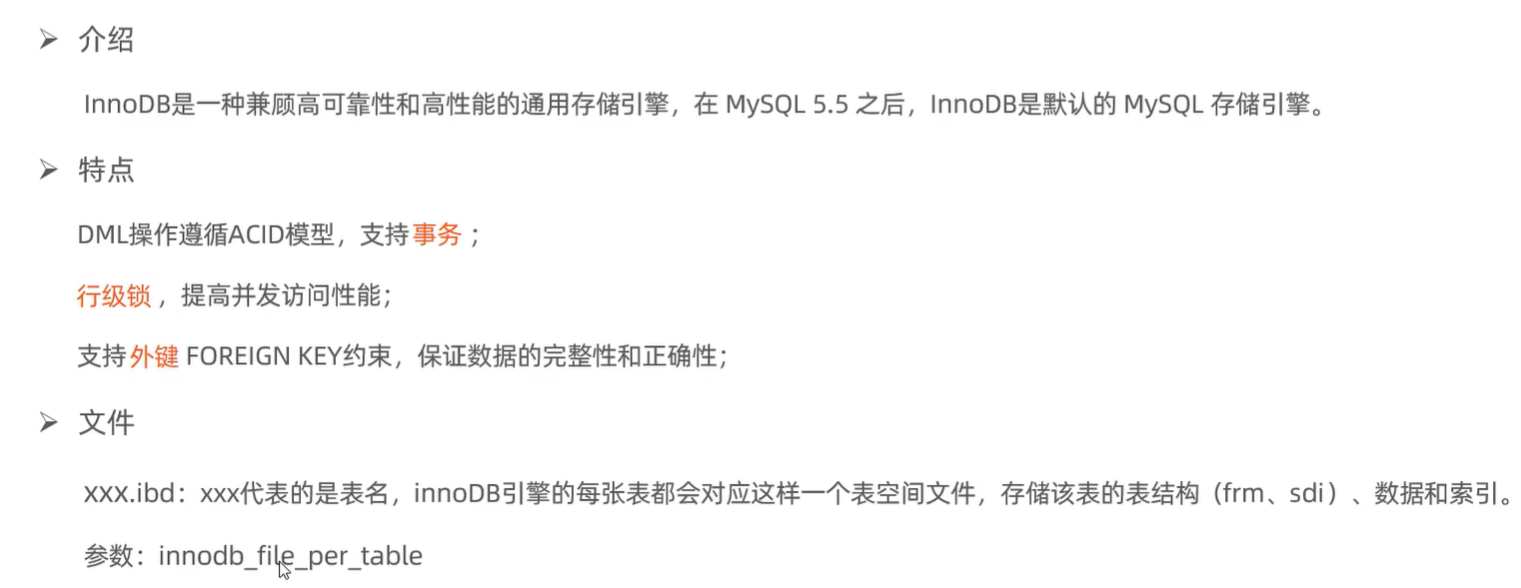 ➢ 介绍
InnoDB是一种兼顾高可靠性和高性能的通用存储引擎，在 MySQL 5.5 之后，InnoDB是默认的 MySQL 存储引擎。
➢ 特点
DML操作遵循ACID模型，支持事务；
行级锁，提高并发访问性能；
支持外键 FOREIGN KEY约束，保证数据的完整性和正确性；
➢ 文件
xxx.ibd：xxx代表的是表名，innoDB引擎的每张表都会对应这样一个表空间文件，存储该表的表结构（frm、sdi）、数据和索引。
参数：innodb_file_per_table